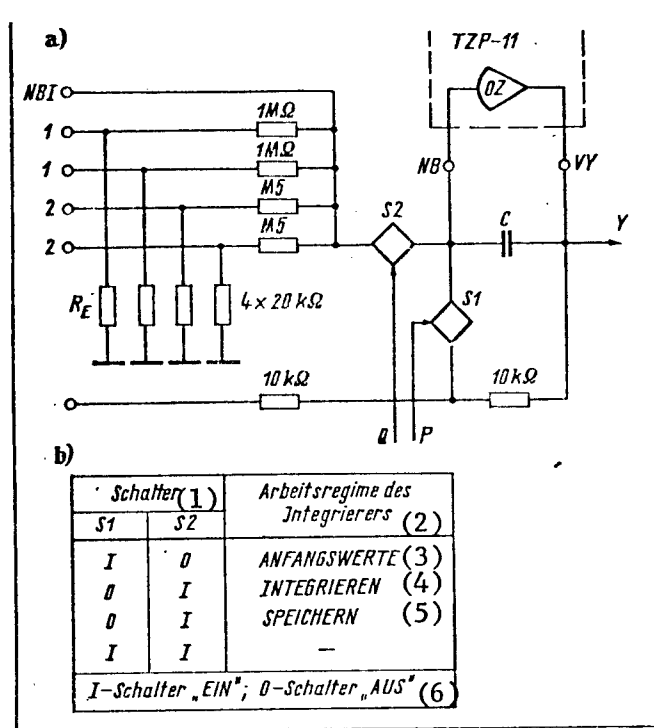 a)
TZP-11
OZ
NBI
1
1MΩ
1
1MΩ
NB
VY
2
M5
2
M5
S2
C
Y
R_E
4×20 kΩ
S1
10 kΩ
10 kΩ
Q
P
b)
Schalter (1)
Arbeitsregime des
Integrierers (2)
S1
S2
I
0
ANFANGSWERTE (3)
0
I
INTEGRIEREN (4)
0
I
SPEICHERN (5)
I
I
—
I–Schalter „EIN"; 0–Schalter „AUS" (6)